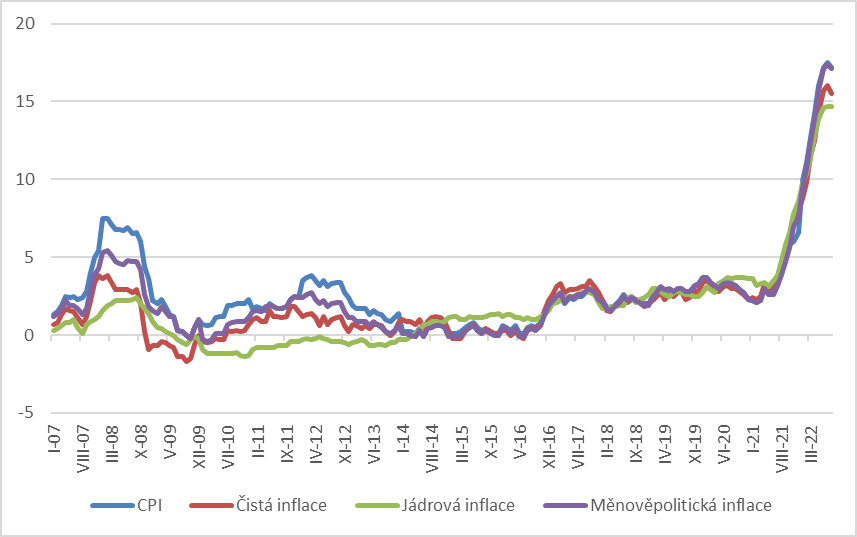 20
15
10
5
0
-5
I-07
VIII-07
III-08
X-08
V-09
XII-09
VII-10
II-11
IX-11
IV-12
XI-12
VI-13
I-14
VIII-14
III-15
X-15
V-16
XII-16
VII-17
II-18
IX-18
IV-19
XI-19
VI-20
I-21
VIII-21
III-22
CPI
Čistá inflace
Jádrová inflace
Měnověpolitická inflace